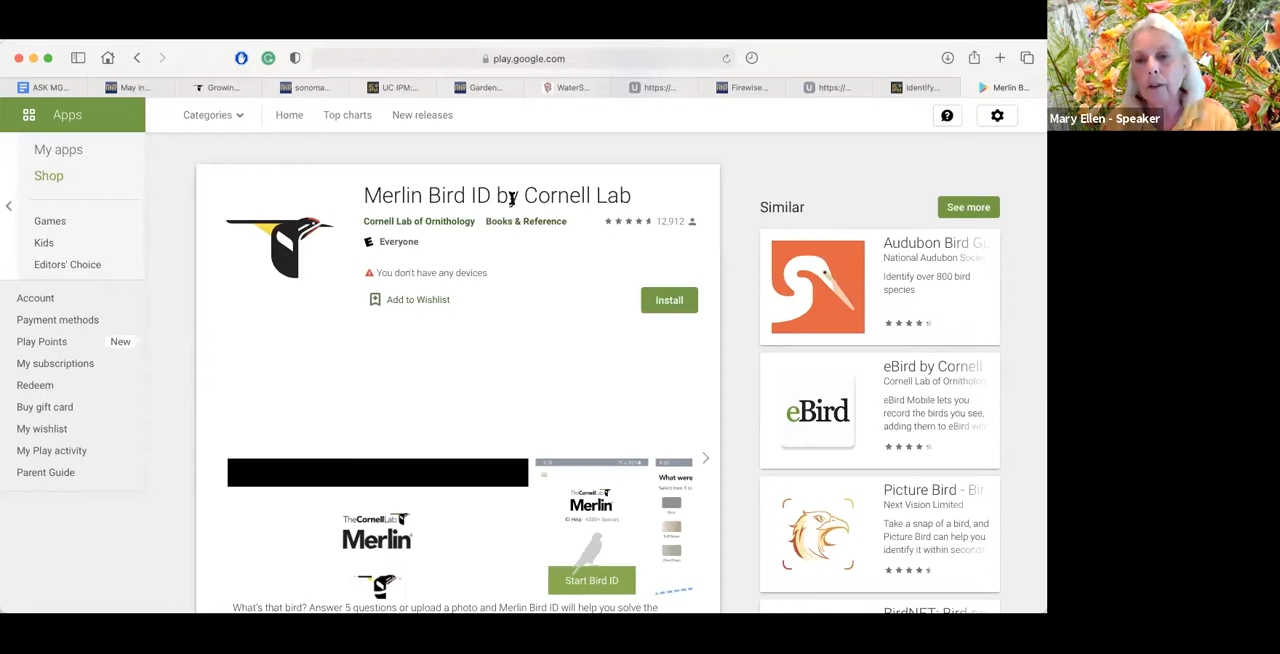 play.google.com
ASK MG...
May in...
Growin...
sonoma...
UC IPM:...
Garden...
WaterS...
https:/...
Firewise...
https:/...
Identify...
Merlin B...
Apps
Categories
Home
Top charts
New releases
My apps
Shop
Games
Kids
Editors' Choice
Account
Payment methods
Play Points New
My subscriptions
Redeem
Buy gift card
My wishlist
My Play activity
Parent Guide
Merlin Bird ID by Cornell Lab
Cornell Lab of Ornithology Books & Reference 12,912
E Everyone
You don't have any devices
Add to Wishlist
Install
TheCornellLab
Merlin
TheCornellLab
Merlin
Start Bird ID
What were
What's that bird? Answer 5 questions or upload a photo and Merlin Bird ID will help you solve the
Similar
See more
Audubon Bird Gu
National Audubon Socie
Identify over 800 bird
species
eBird by Cornell
Cornell Lab of Ornitholog
eBird Mobile lets you
record the birds you see,
adding them to eBird
eBird
Picture Bird - Bir
Next Vision Limited
Take a snap of a bird, and
Picture Bird can help you
identify it within second
BirdNET: Bird
Mary Ellen - Speaker